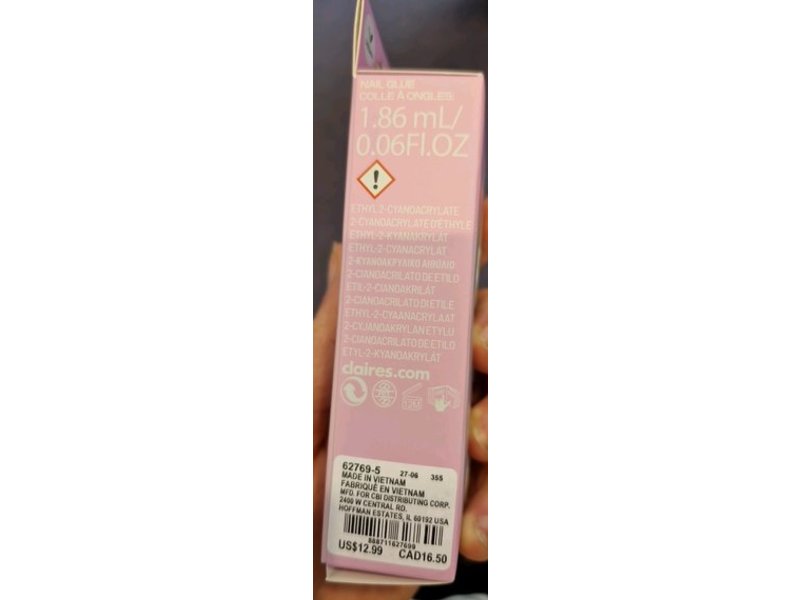 NAIL GLUE
COLLE À ONGLES:
1.86 mL/
0.06Fl.OZ
!
ETHYL 2-CYANOACRYLATE
2-CYANOACRYLATE D'ÉTHYLE
ETHYL-2-KYANAKRYLÁT
ETHYL-2-CYANACRYLAT
2-ΚΥΑΝΟΑΚΡΥΛΙΚΟ ΑΙΘΥΛΙΟ
2-CIANOACRILATO DE ETILO
ETIL-2-CIANOAKRILÁT
2-CIANOACRILATO DI ETILE
ETHYL-2-CYAANACRYLAAT
2-CYJANOAKRYLAN ETYLU
2-CIANOACRILATO DE ETILO
ETYL-2-KYANOAKRYLÁT
claires.com
12M
62769-5 27-06 355
MADE IN VIETNAM
FABRIQUÉ EN VIETNAM
MFD. FOR CBI DISTRIBUTING CORP.
2400 W CENTRAL RD.
HOFFMAN ESTATES, IL 60192 USA
888711627699
US$12.99 CAD16.50